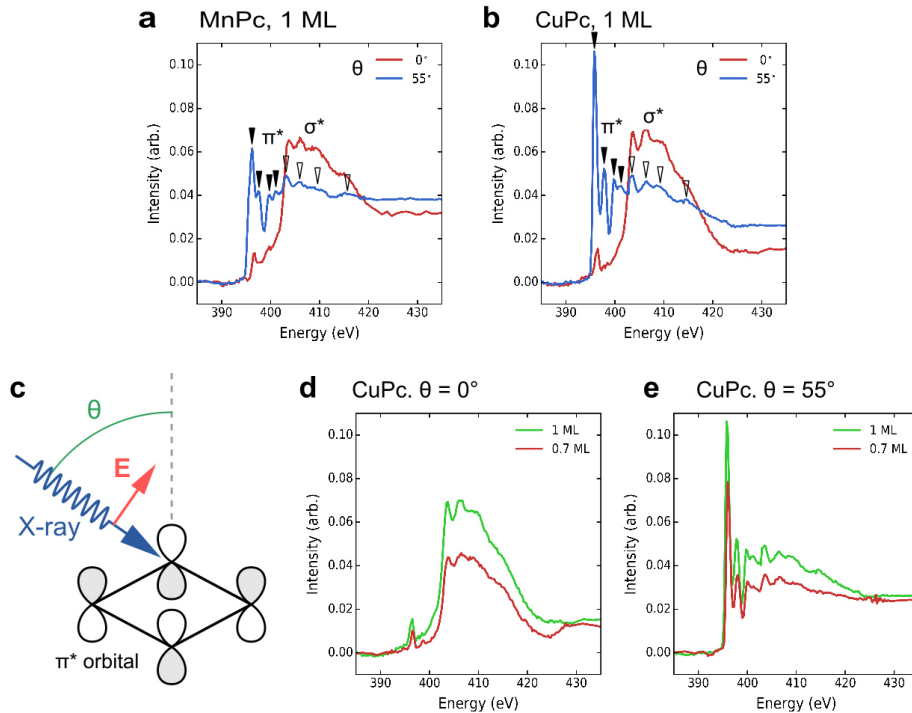 a MnPc, 1 ML
θ
0°
55°
π*
σ*
Intensity (arb.)
0.10
0.08
0.06
0.04
0.02
0.00
390 400 410 420 430
Energy (eV)
b CuPc, 1 ML
θ
0°
55°
π*
σ*
Intensity (arb.)
0.10
0.08
0.06
0.04
0.02
0.00
390 400 410 420 430
Energy (eV)
c
θ
E
X-ray
π* orbital
d CuPc. θ = 0°
1 ML
0.7 ML
Intensity (arb.)
0.10
0.08
0.06
0.04
0.02
0.00
390 400 410 420 430
Energy (eV)
e CuPc. θ = 55°
1 ML
0.7 ML
Intensity (arb.)
0.10
0.08
0.06
0.04
0.02
0.00
390 400 410 420 430
Energy (eV)